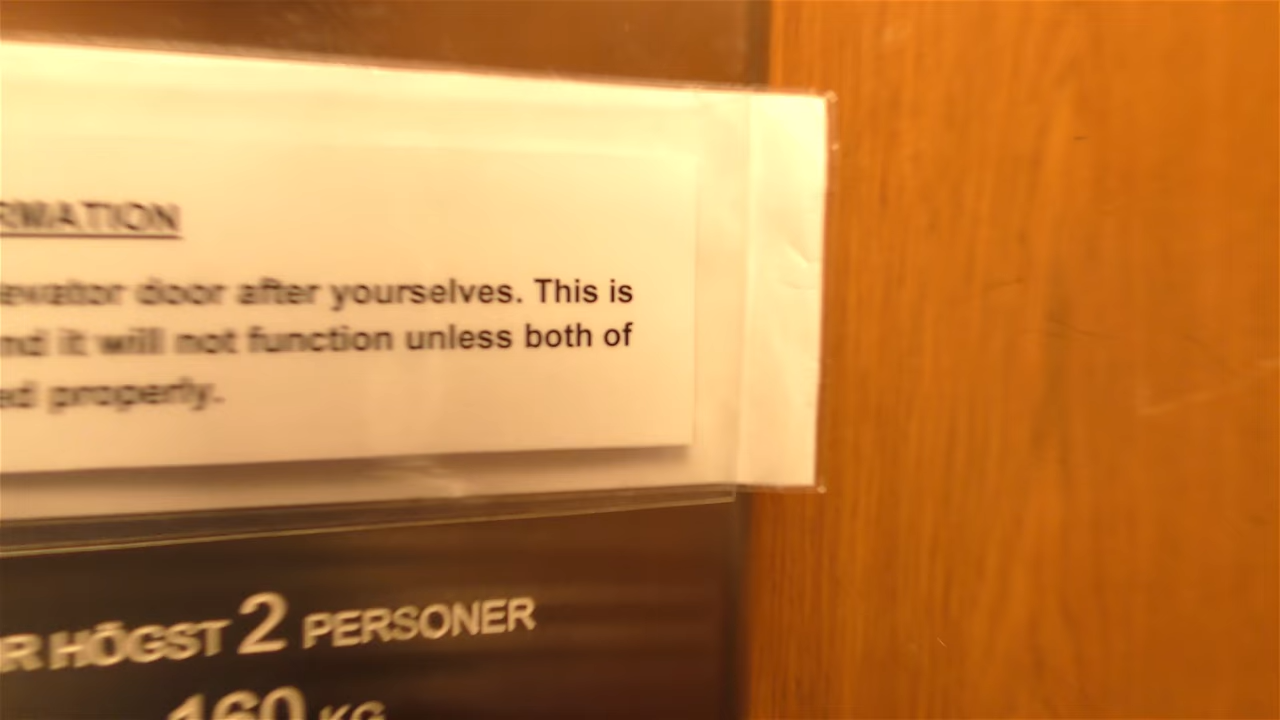 RMATION
evator door after yourselves. This is
nd it will not function unless both of
ed properly.
R HÖGST 2 PERSONER
160 KG